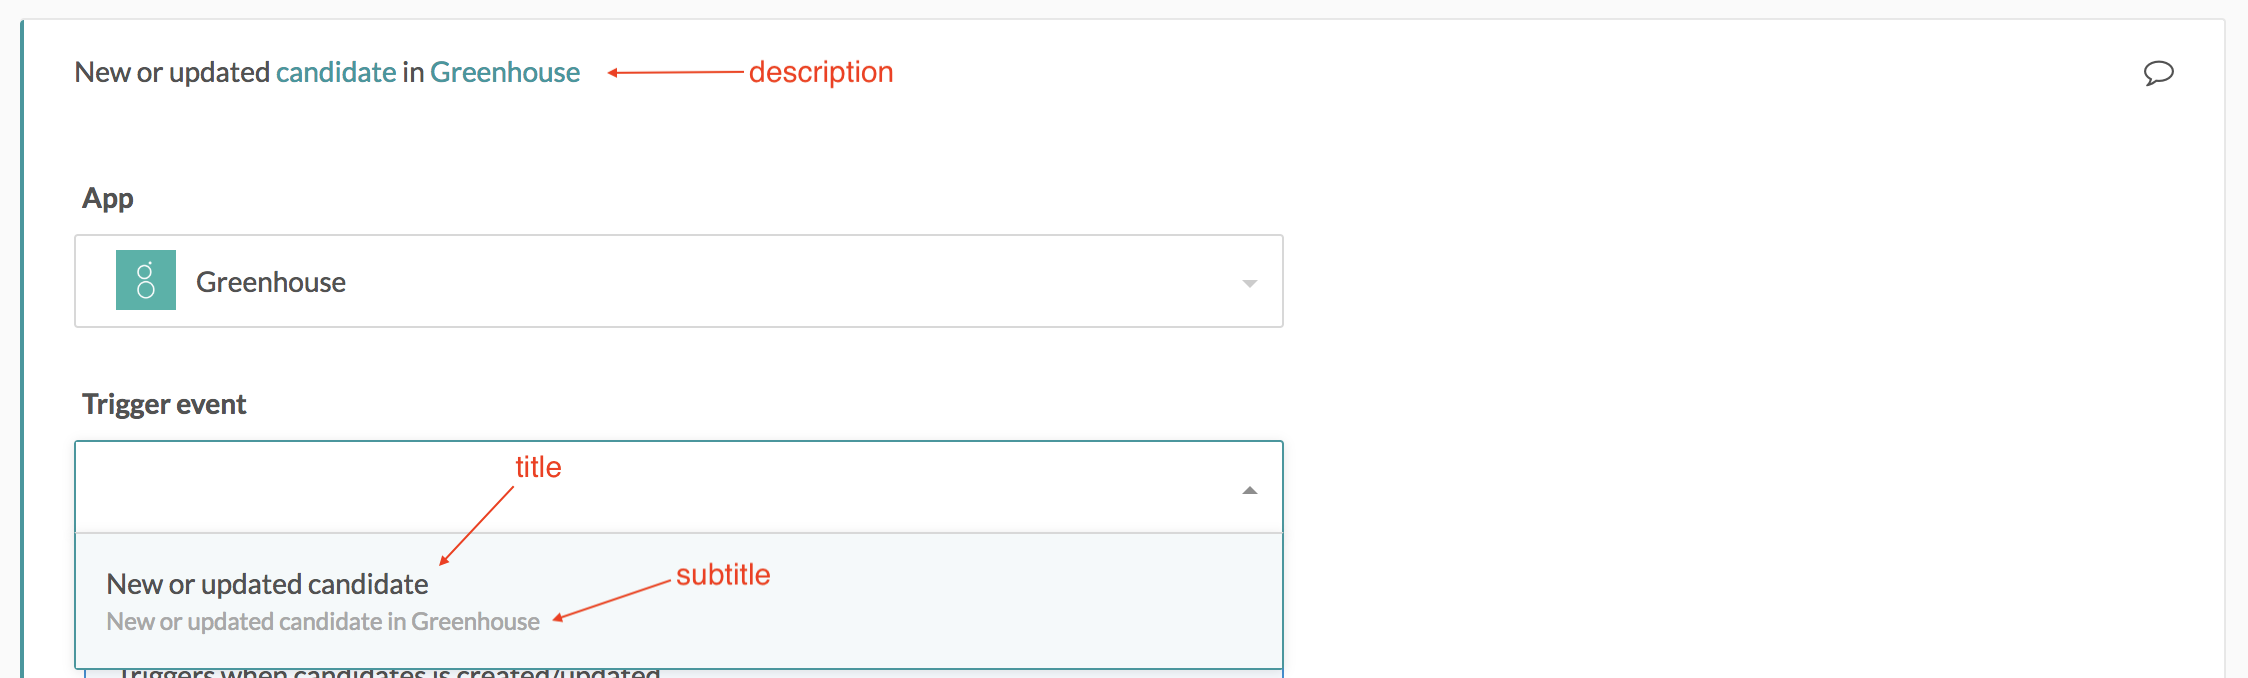 New or updated candidate in Greenhouse description
App
Greenhouse
Trigger event
title
New or updated candidate
subtitle
New or updated candidate in Greenhouse
Triggers when candidates is created/updated